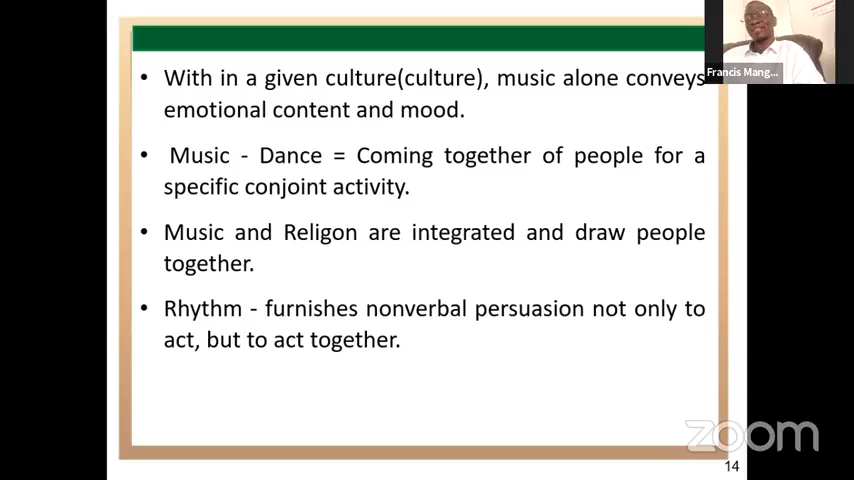 Francis Mang...
• With in a given culture(culture), music alone conveys
emotional content and mood.
• Music - Dance = Coming together of people for a
specific conjoint activity.
• Music and Religon are integrated and draw people
together.
• Rhythm - furnishes nonverbal persuasion not only to
act, but to act together.
zoom
14